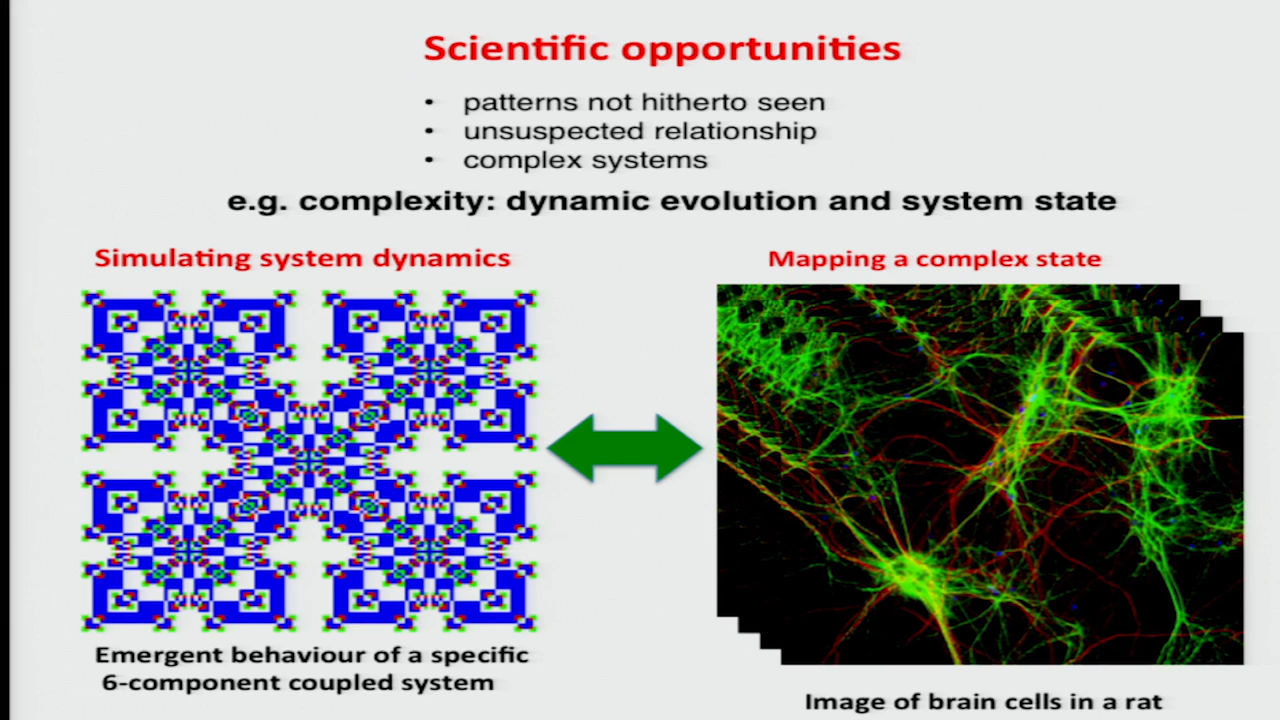 Scientific opportunities
• patterns not hitherto seen
• unsuspected relationship
• complex systems
e.g. complexity: dynamic evolution and system state
Simulating system dynamics
Mapping a complex state
Emergent behaviour of a specific
6-component coupled system
Image of brain cells in a rat